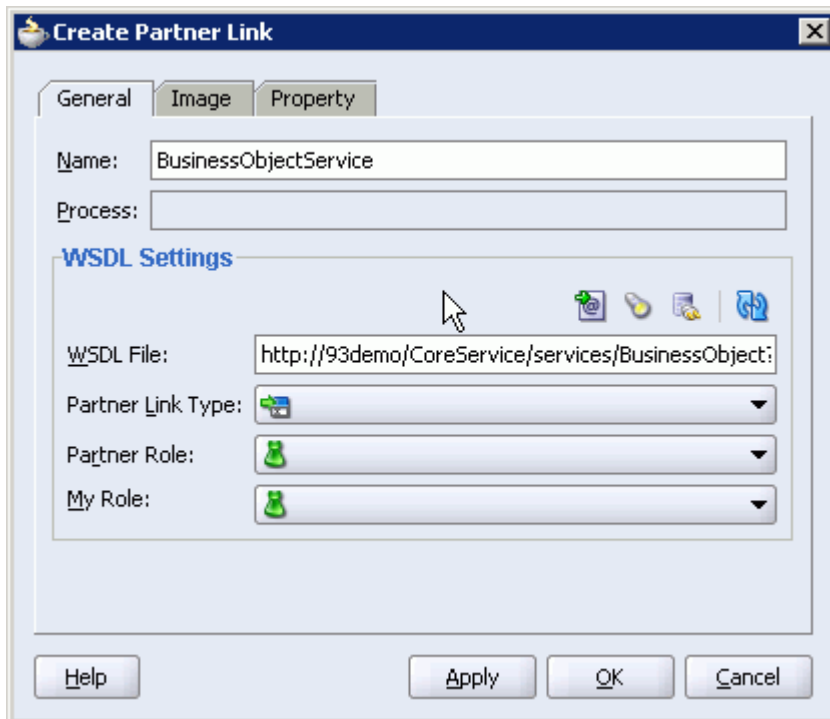 Create Partner Link
General Image Property
Name: BusinessObjectService
Process:
WSDL Settings
WSDL File: http://93demo/CoreService/services/BusinessObject?
Partner Link Type:
Partner Role:
My Role:
Help Apply OK Cancel